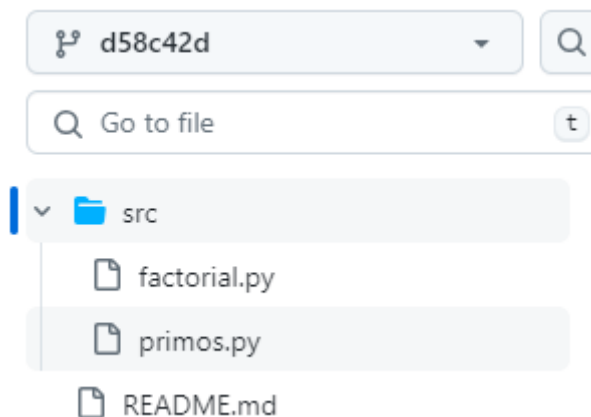 d58c42d
Go to file
t
src
factorial.py
primos.py
README.md